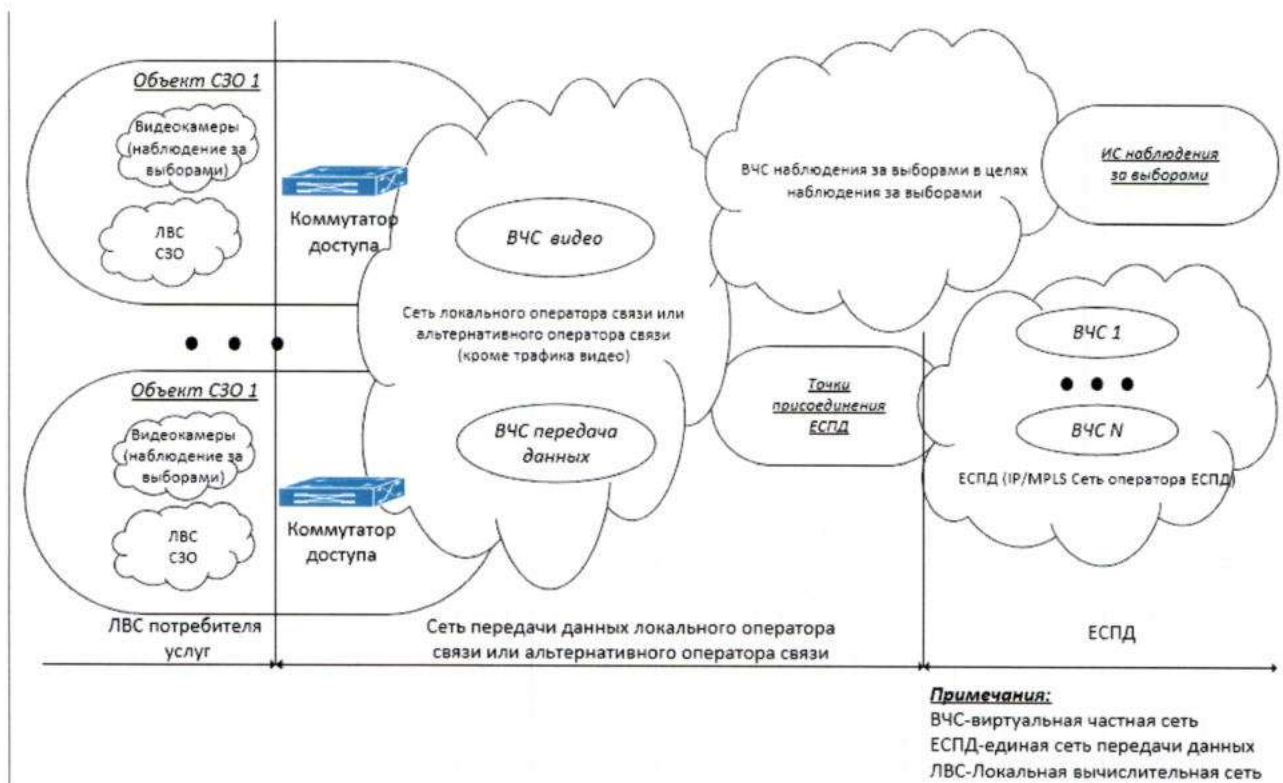 Объект СЗО 1
Видеокамеры
(наблюдение за
выборами)
ЛВС
СЗО
Коммутатор
доступа
Объект СЗО 1
Видеокамеры
(наблюдение за
выборами)
ЛВС
СЗО
Коммутатор
доступа
ВЧС видео
Сеть локального оператора связи или
альтернативного оператора связи
(кроме трафика видео)
ВЧС передача
данных
ВЧС наблюдения за выборами в целях
наблюдения за выборами
ИС наблюдения
за выборами
Точки
присоединения
ЕСПД
ВЧС 1
ВЧС N
ЕСПД (IP/MPLS Сеть оператора ЕСПД)
ЛВС потребителя
услуг
Сеть передачи данных локального оператора
связи или альтернативного оператора связи
ЕСПД
Примечания:
ВЧС-виртуальная частная сеть
ЕСПД-единая сеть передачи данных
ЛВС-Локальная вычислительная сеть